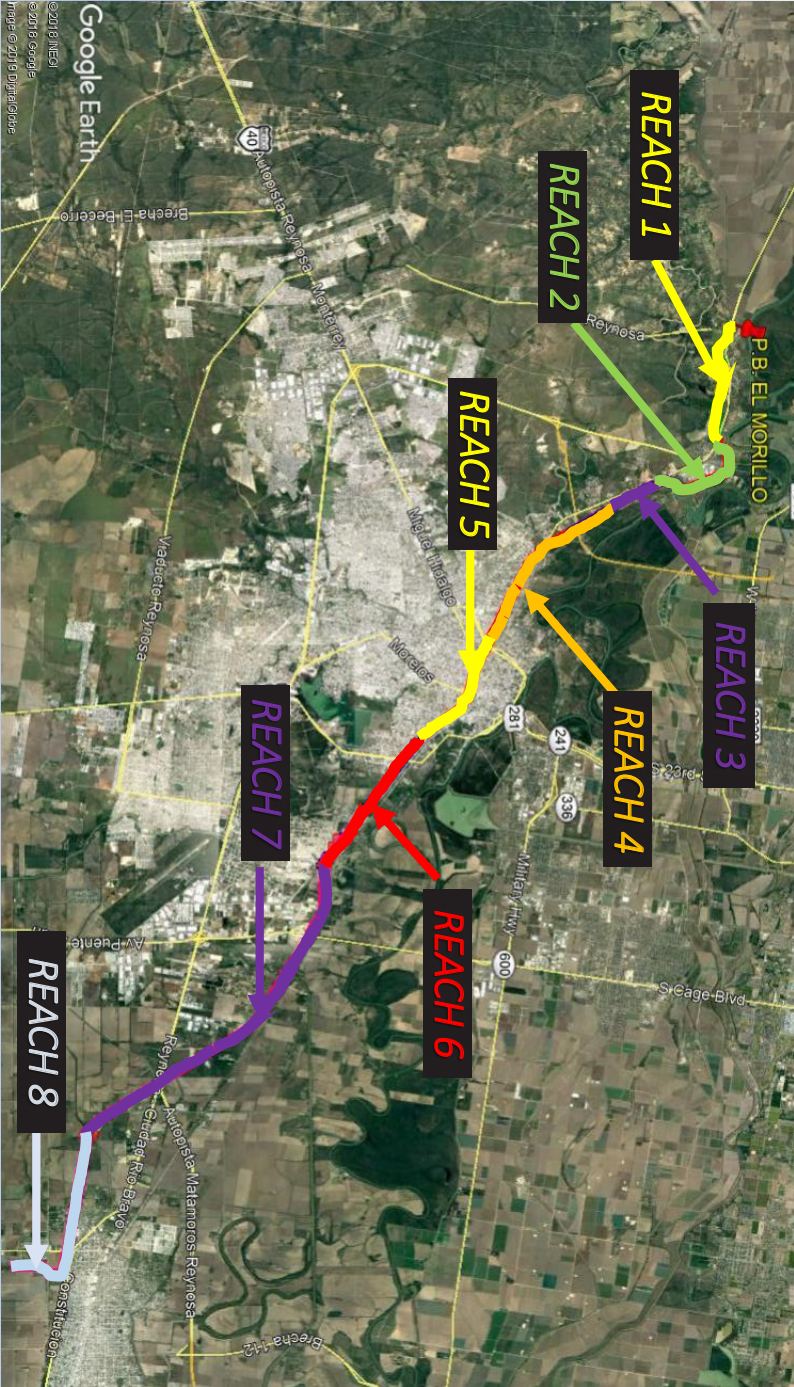 REACH 1
P.B. EL MORILLO
REACH 2
Reynosa
REACH 3
REACH 4
REACH 5
REACH 6
REACH 7
REACH 8
40
Autopista Reynosa - Monterrey
Brecha El Becerro
Miguel Hidalgo
Morelos
Viaducto Reynosa
281
241
336
S 23rd
Military Hwy
600
S Cage Blvd
Av Puente
Ciudad Río Bravo
Autopista Matamoros-Reynosa
Constitución
Brecha 112
Google Earth
©2018 INEGI
©2018 Google
Image © 2019 DigitalGlobe